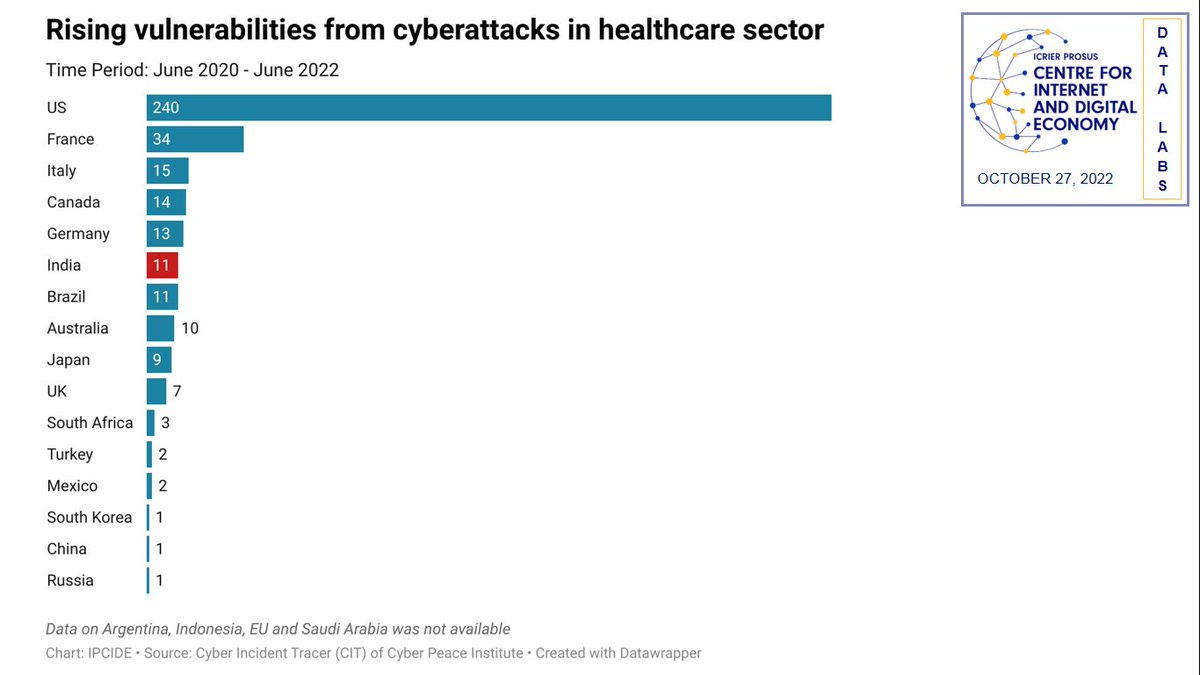 Rising vulnerabilities from cyberattacks in healthcare sector
Time Period: June 2020 - June 2022
US 240
France 34
Italy 15
Canada 14
Germany 13
India 11
Brazil 11
Australia 10
Japan 9
UK 7
South Africa 3
Turkey 2
Mexico 2
South Korea 1
China 1
Russia 1
Data on Argentina, Indonesia, EU and Saudi Arabia was not available
Chart: IPCIDE • Source: Cyber Incident Tracer (CIT) of Cyber Peace Institute • Created with Datawrapper
ICRIER PROSUS
CENTRE FOR
INTERNET
AND DIGITAL
ECONOMY
OCTOBER 27, 2022
DATA LABS